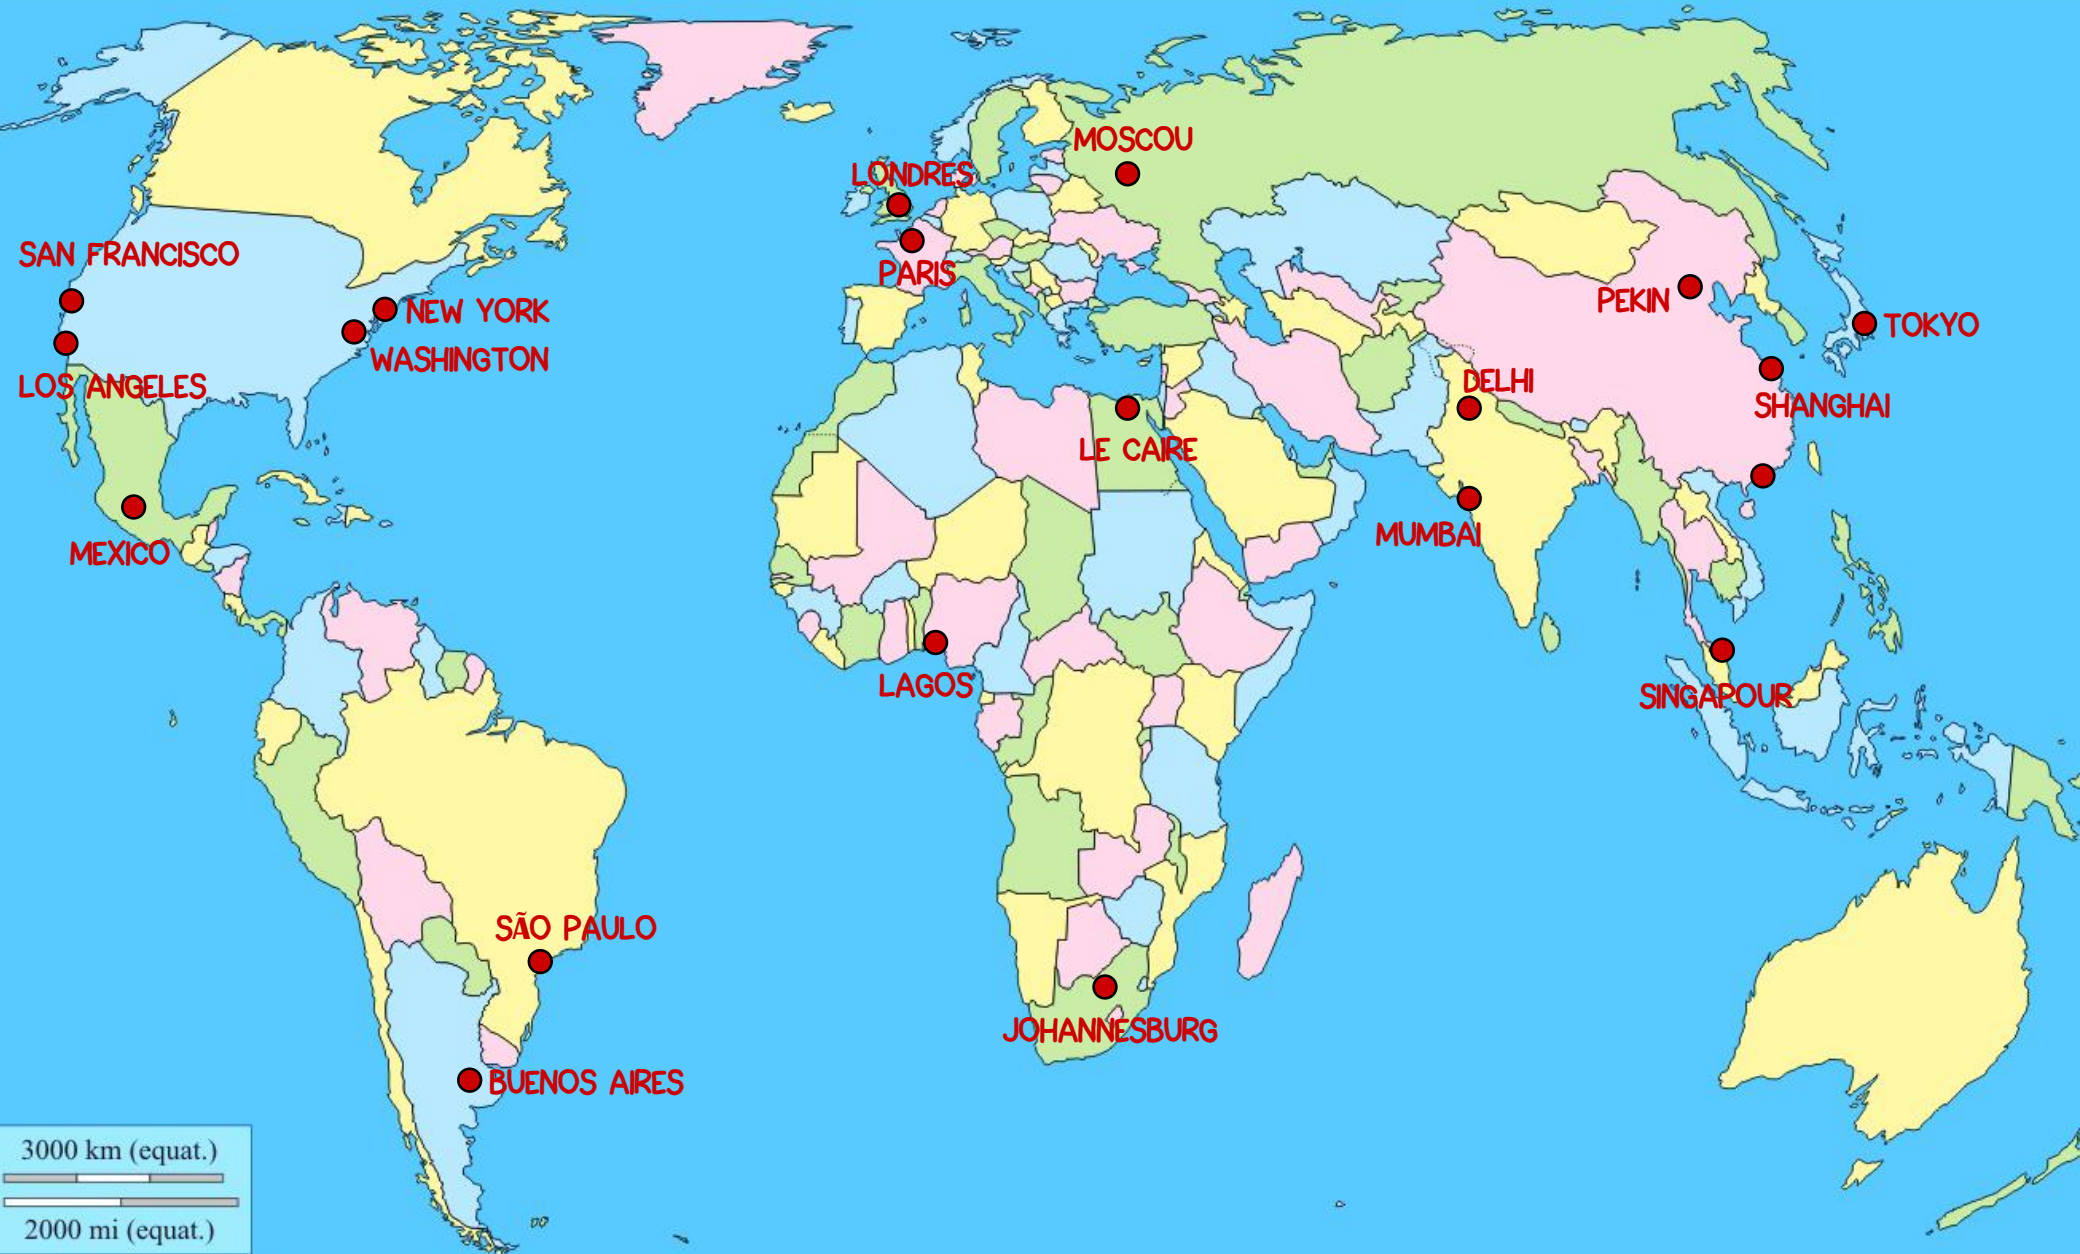 MOSCOU
LONDRES
SAN FRANCISCO
PARIS
PEKIN
NEW YORK
TOKYO
WASHINGTON
LOS ANGELES
DELHI
SHANGHAI
LE CAIRE
MUMBAI
MEXICO
LAGOS
SINGAPOUR
SÃO PAULO
JOHANNESBURG
BUENOS AIRES
3000 km (equat.)
2000 mi (equat.)